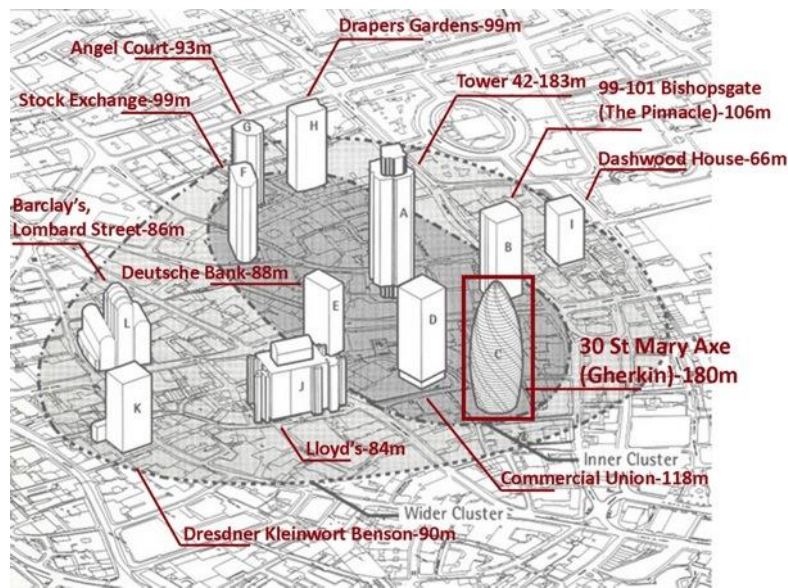 Drapers Gardens-99m
Angel Court-93m
Tower 42-183m
99-101 Bishopsgate
(The Pinnacle)-106m
Stock Exchange-99m
Dashwood House-66m
Barclay's,
Lombard Street-86m
Deutsche Bank-88m
30 St Mary Axe
(Gherkin)-180m
Lloyd's-84m
Inner Cluster
Commercial Union-118m
Wider Cluster
Dresdner Kleinwort Benson-90m
G
H
F
A
B
I
E
D
C
L
J
K